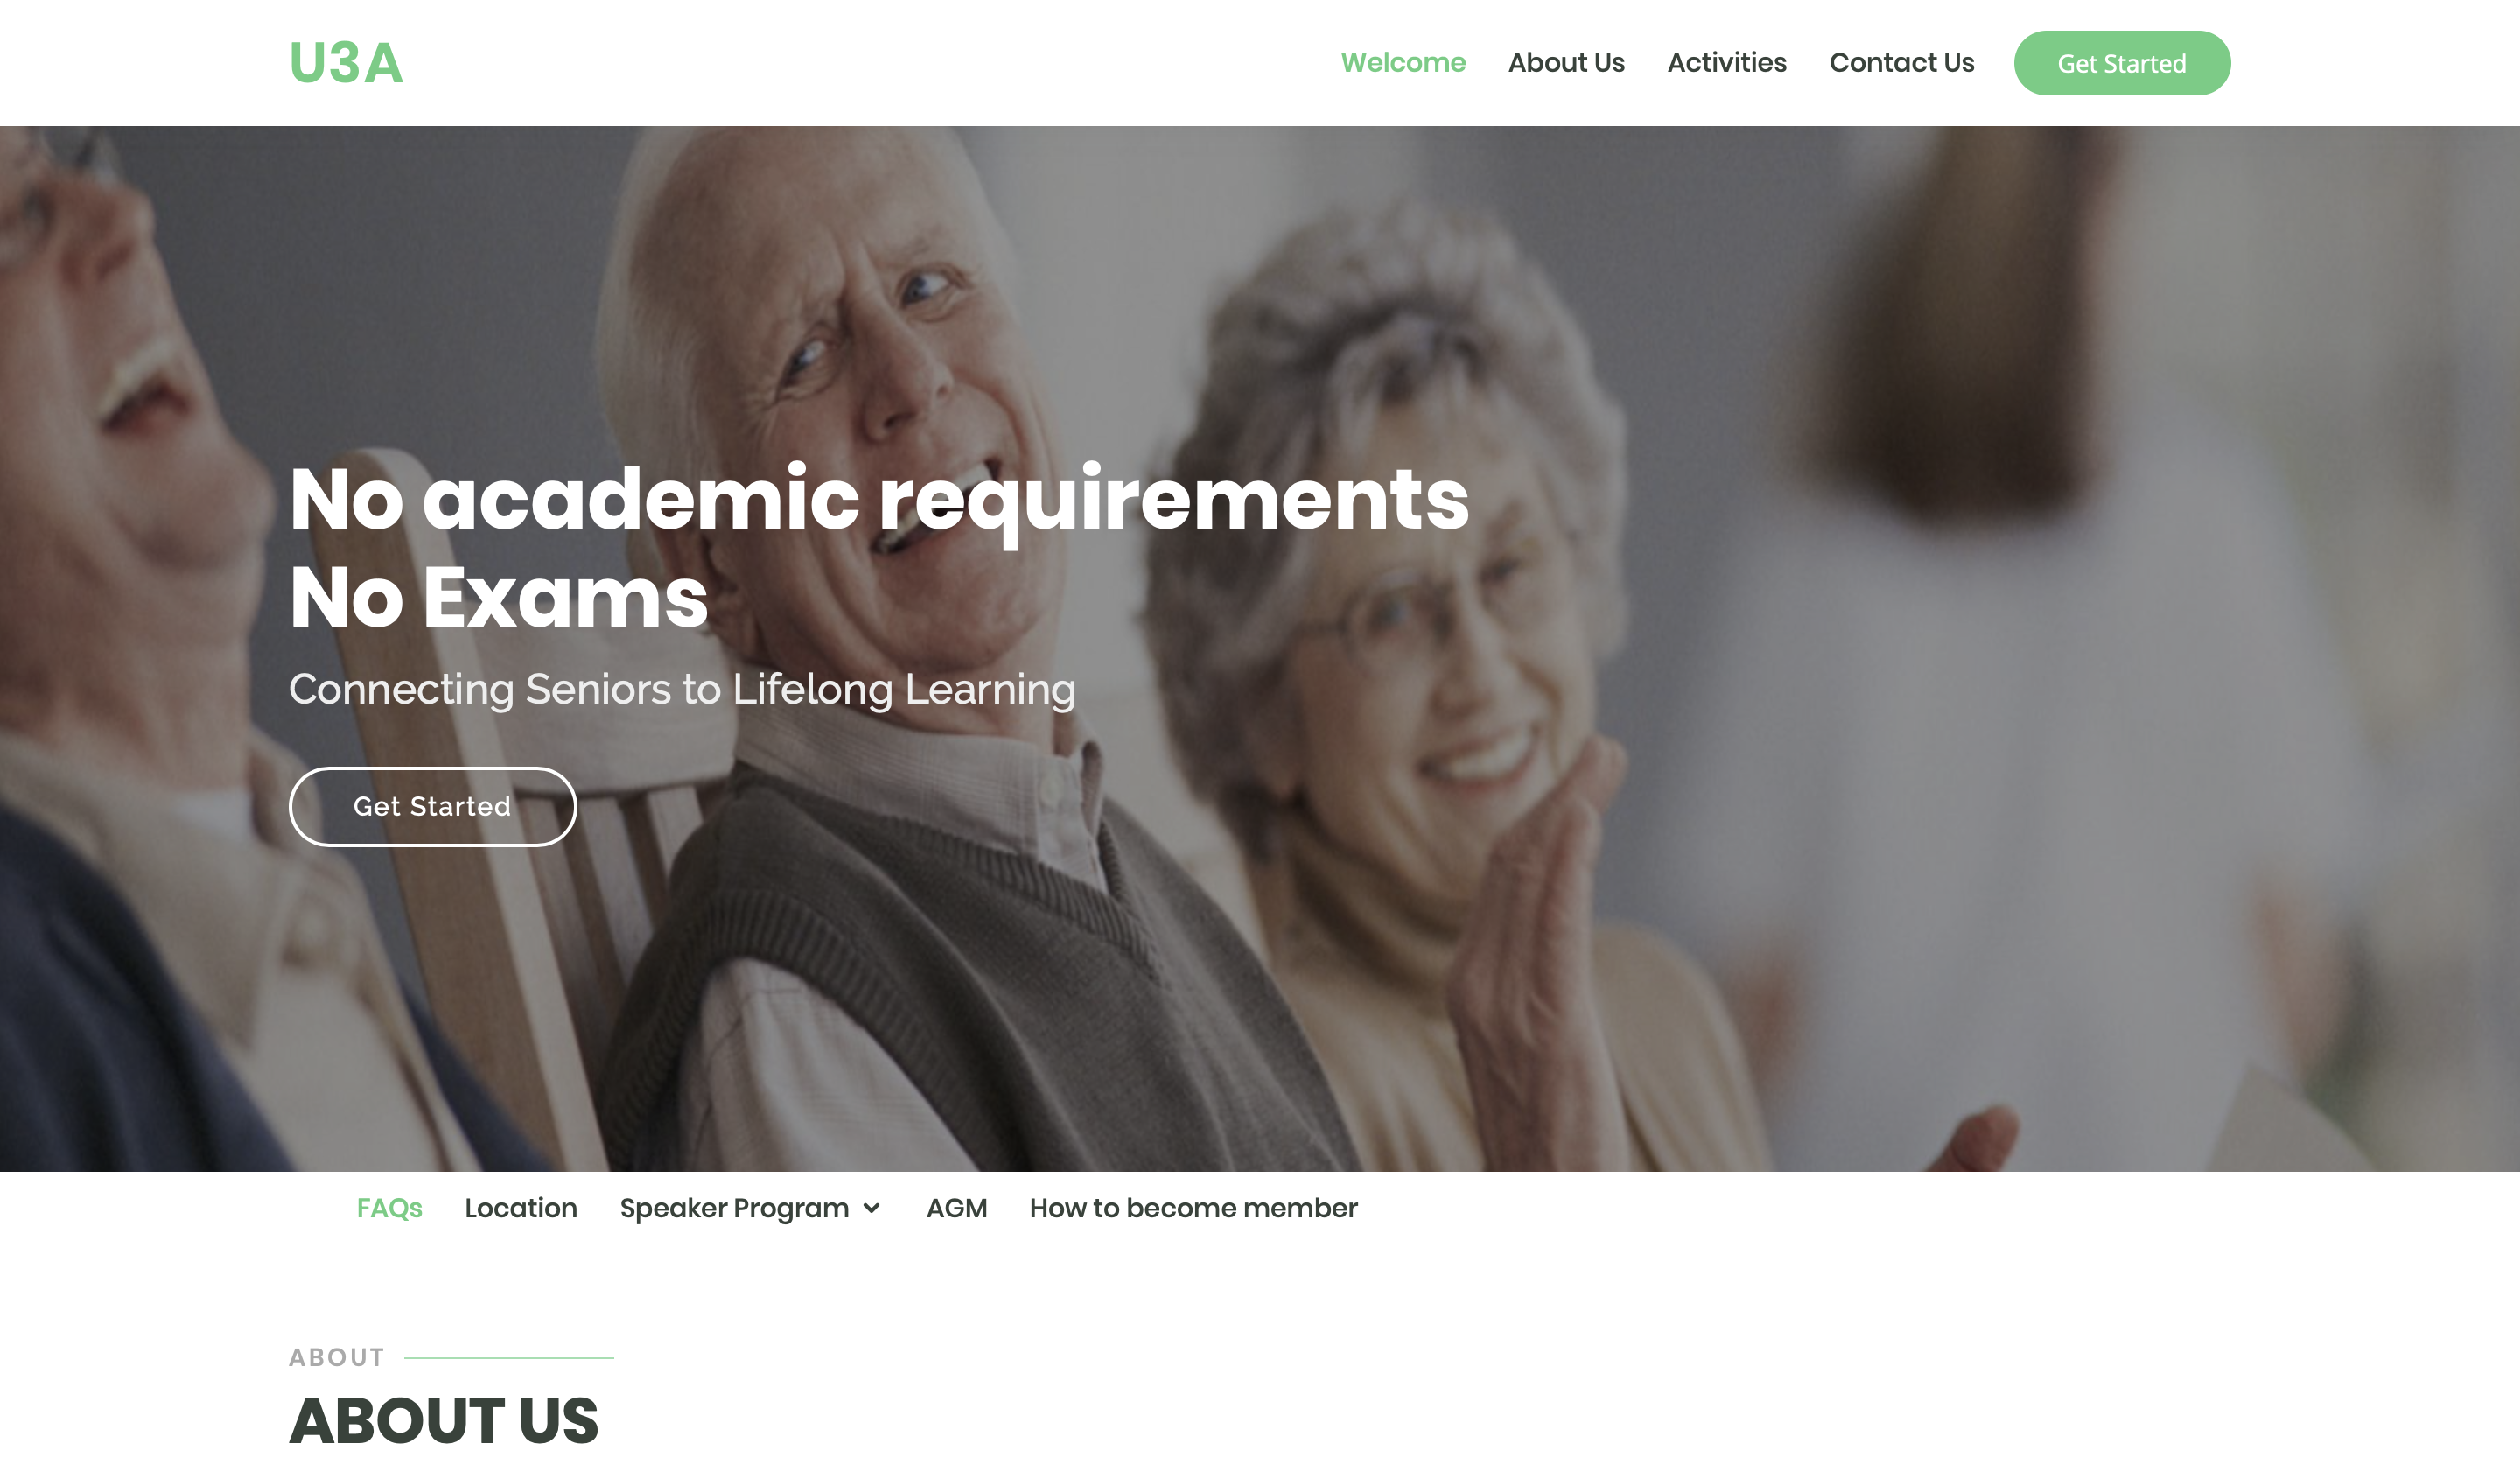 U3A
Welcome About Us Activities Contact Us Get Started
No academic requirements
No Exams
Connecting Seniors to Lifelong Learning
Get Started
FAQs Location Speaker Program AGM How to become member
ABOUT
ABOUT US